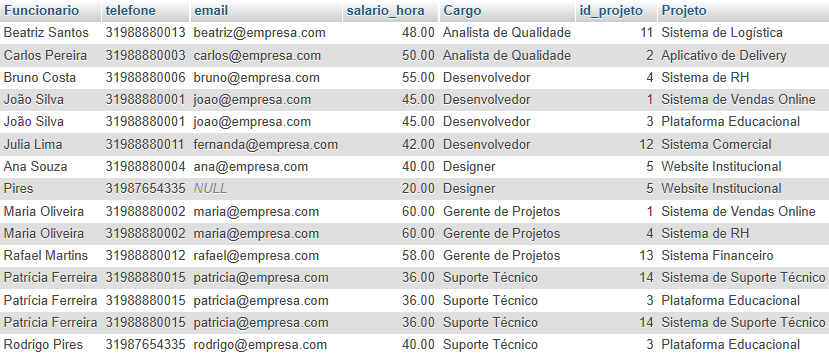 Funcionario telefone email salario_hora Cargo id_projeto Projeto
Beatriz Santos 31988880013 beatriz@empresa.com 48.00 Analista de Qualidade 11 Sistema de Logística
Carlos Pereira 31988880003 carlos@empresa.com 50.00 Analista de Qualidade 2 Aplicativo de Delivery
Bruno Costa 31988880006 bruno@empresa.com 55.00 Desenvolvedor 4 Sistema de RH
João Silva 31988880001 joao@empresa.com 45.00 Desenvolvedor 1 Sistema de Vendas Online
João Silva 31988880001 joao@empresa.com 45.00 Desenvolvedor 3 Plataforma Educacional
Julia Lima 31988880011 fernanda@empresa.com 42.00 Desenvolvedor 12 Sistema Comercial
Ana Souza 31988880004 ana@empresa.com 40.00 Designer 5 Website Institucional
Pires 31987654335 NULL 20.00 Designer 5 Website Institucional
Maria Oliveira 31988880002 maria@empresa.com 60.00 Gerente de Projetos 1 Sistema de Vendas Online
Maria Oliveira 31988880002 maria@empresa.com 60.00 Gerente de Projetos 4 Sistema de RH
Rafael Martins 31988880012 rafael@empresa.com 58.00 Gerente de Projetos 13 Sistema Financeiro
Patrícia Ferreira 31988880015 patricia@empresa.com 36.00 Suporte Técnico 14 Sistema de Suporte Técnico
Patrícia Ferreira 31988880015 patricia@empresa.com 36.00 Suporte Técnico 3 Plataforma Educacional
Patrícia Ferreira 31988880015 patricia@empresa.com 36.00 Suporte Técnico 14 Sistema de Suporte Técnico
Rodrigo Pires 31987654335 rodrigo@empresa.com 40.00 Suporte Técnico 3 Plataforma Educacional